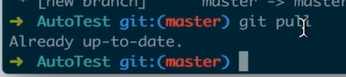 * [new branch] master -> master
➜ AutoTest git:(master) git pull
Already up-to-date.
➜ AutoTest git:(master)